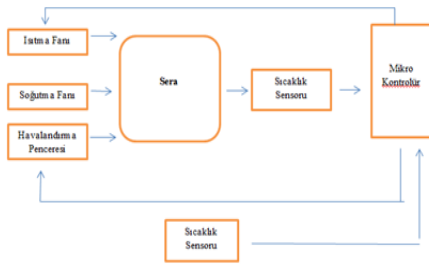 Isıtma Fanı
Soğutma Fanı
Havalandırma
Penceresi
Sera
Sıcaklık
Sensoru
Mikro
Kontrolür
Sıcaklık
Sensoru